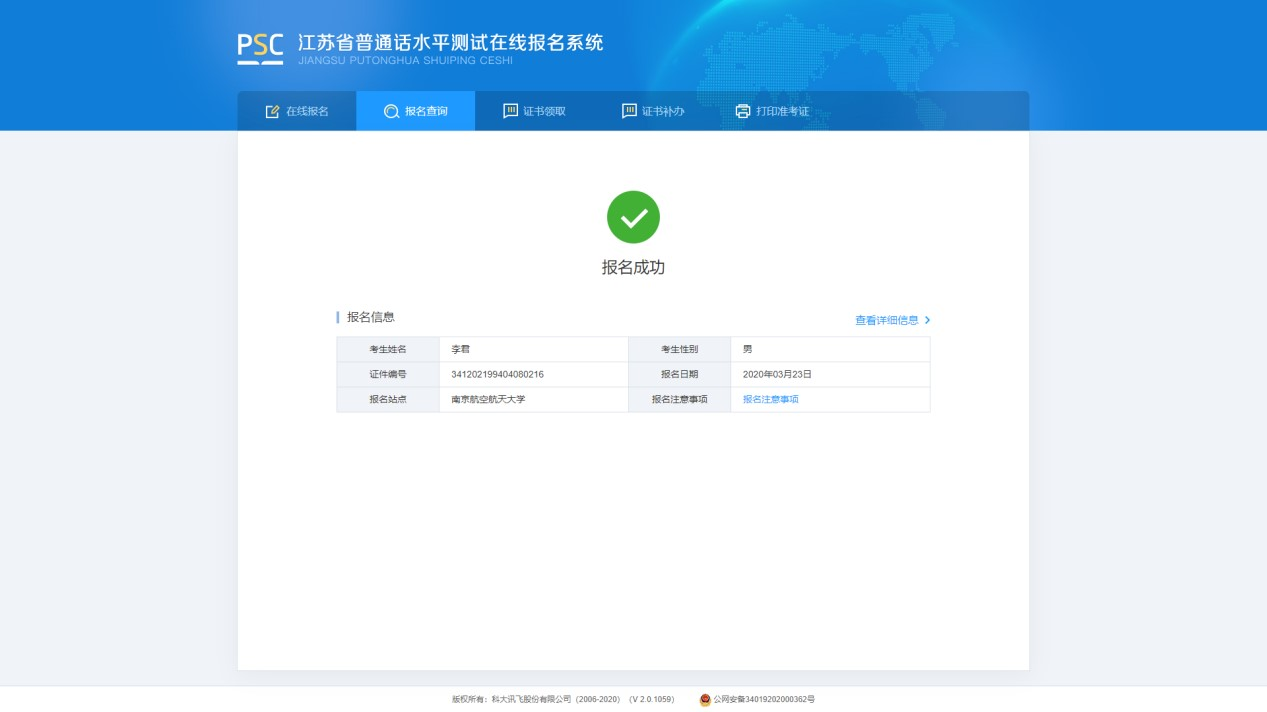 PSC 江苏省普通话水平测试在线报名系统
JIANGSU PUTONGHUA SHUIPING CESHI
在线报名 报名查询 证书领取 证书补办 打印准考证
报名成功
报名信息 查看详细信息
考生姓名 李君 考生性别 男
证件编号 341202199404080216 报名日期 2020年03月23日
报名站点 南京航空航天大学 报名注意事项 报名注意事项
版权所有：科大讯飞股份有限公司（2006-2020）（V 2.0.1059） 公网安备34019202000362号